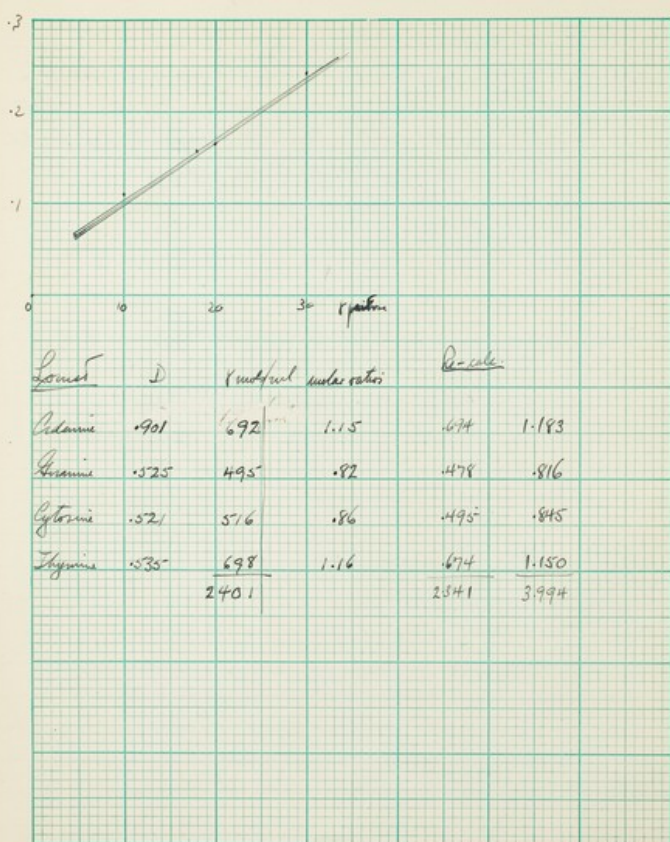 .3
.2
.1
0 10 20 30 γ
Locust D γ mols/ml molar ratios Re-calc.
Adenine .901 692 1.15 .694 1.183
Guanine .525 495 .82 .478 .816
Cytosine .521 516 .86 .495 .845
Thymine .535 698 1.16 .674 1.150
2401 2341 3.994